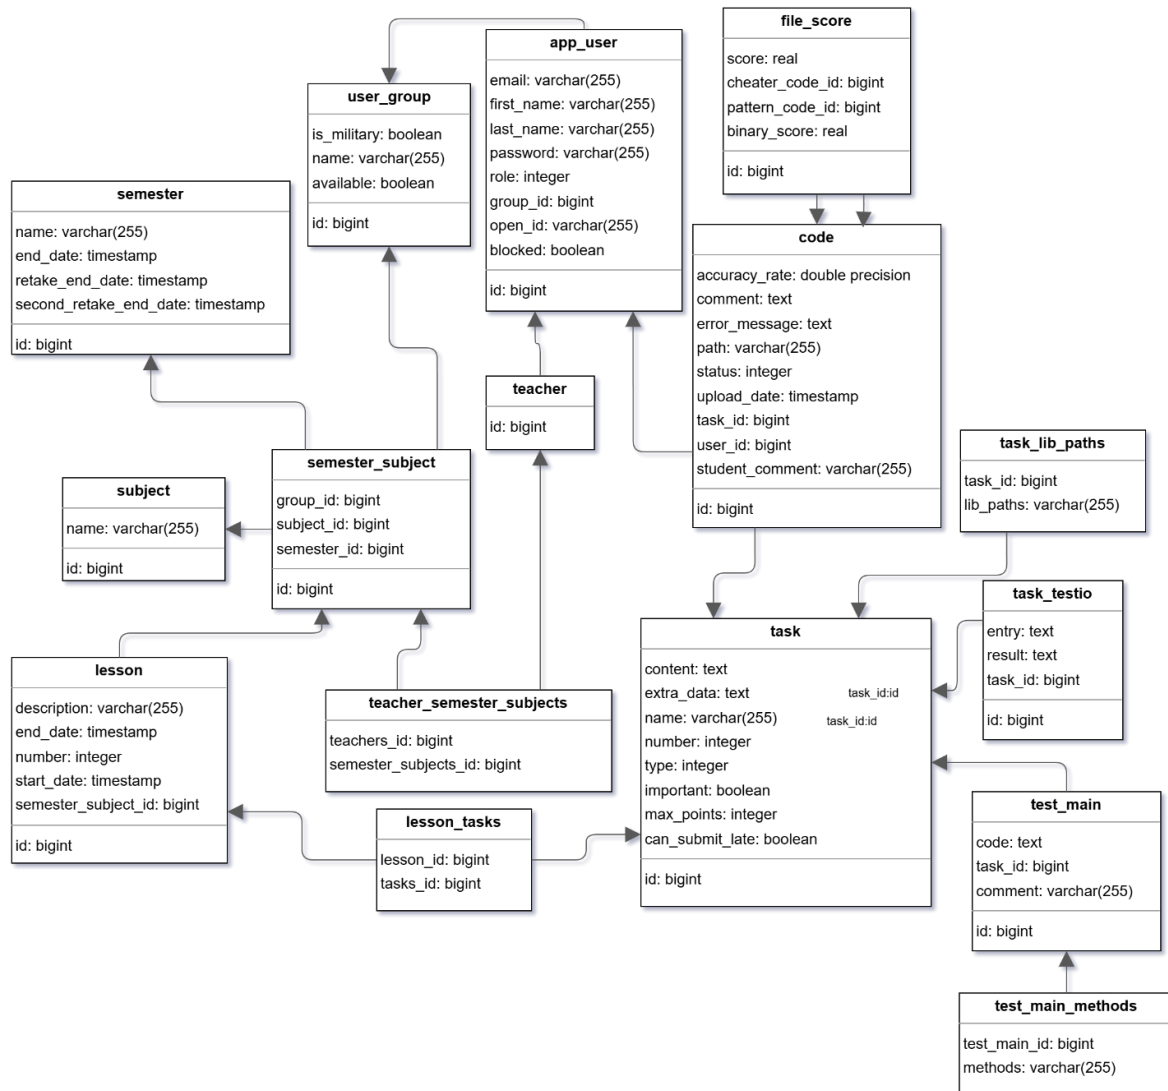 file_score
score: real
cheater_code_id: bigint
pattern_code_id: bigint
binary_score: real
id: bigint
app_user
email: varchar(255)
first_name: varchar(255)
last_name: varchar(255)
password: varchar(255)
role: integer
group_id: bigint
open_id: varchar(255)
blocked: boolean
id: bigint
user_group
is_military: boolean
name: varchar(255)
available: boolean
id: bigint
semester
name: varchar(255)
end_date: timestamp
retake_end_date: timestamp
second_retake_end_date: timestamp
id: bigint
code
accuracy_rate: double precision
comment: text
error_message: text
path: varchar(255)
status: integer
upload_date: timestamp
task_id: bigint
user_id: bigint
student_comment: varchar(255)
id: bigint
teacher
id: bigint
task_lib_paths
task_id: bigint
lib_paths: varchar(255)
semester_subject
group_id: bigint
subject_id: bigint
semester_id: bigint
id: bigint
subject
name: varchar(255)
id: bigint
task_testio
entry: text
result: text
task_id: bigint
id: bigint
task
content: text
extra_data: text
task_id:id
name: varchar(255)
task_id:id
number: integer
type: integer
important: boolean
max_points: integer
can_submit_late: boolean
id: bigint
lesson
description: varchar(255)
end_date: timestamp
number: integer
start_date: timestamp
semester_subject_id: bigint
id: bigint
teacher_semester_subjects
teachers_id: bigint
semester_subjects_id: bigint
lesson_tasks
lesson_id: bigint
tasks_id: bigint
test_main
code: text
task_id: bigint
comment: varchar(255)
id: bigint
test_main_methods
test_main_id: bigint
methods: varchar(255)